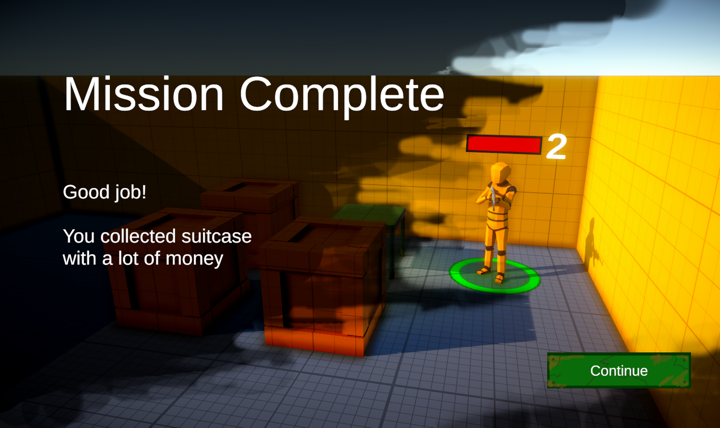 Mission Complete
2
Good job!
You collected suitcase
with a lot of money
Continue